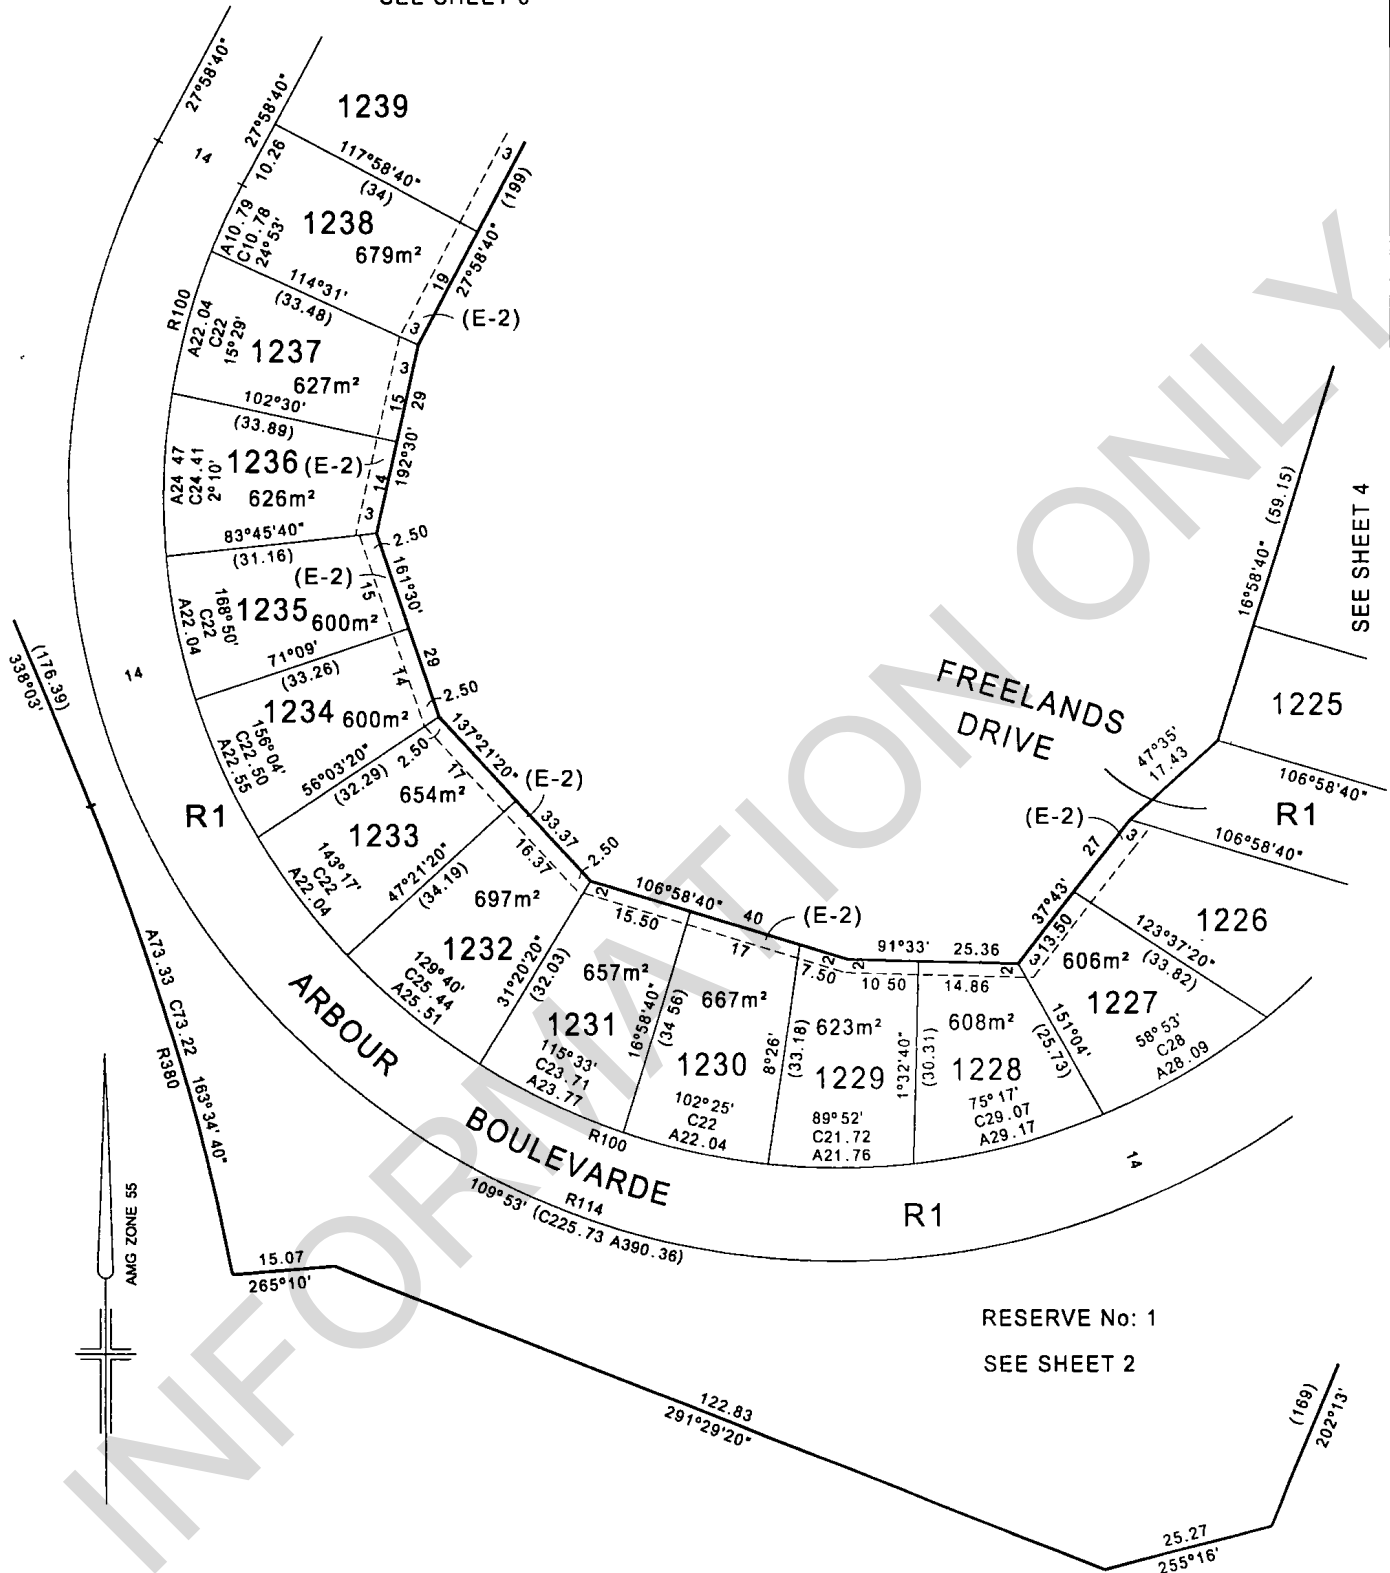 27°58'40"
27°58'40"
1239
14
10.26
117°58'40"
(34)
3
(199)
A10.79
C10.78
24°53'
1238
679m²
19
27°58'40"
114°31'
(33.48)
3
(E-2)
R100
A22.04
C22
15°29'
1237
627m²
3
15
29
102°30'
(33.89)
192°30'
A24 47
C24.41
2°10'
1236
(E-2)
626m²
14
3
83°45'40"
(31.16)
2.50
(E-2)
161°30'
15
168°50'
C22
A22.04
1235
600m²
71°09'
(33.26)
29
14
2.50
(176.39)
338°03'
14
1234
600m²
156°04'
C22.50
A22.55
56°03'20"
(32.29)
2.50
137°21'20"
17
(E-2)
654m²
R1
1233
33.37
143°17'
C22
A22.04
47°21'20"
(34.19)
16.37
2.50
697m²
1232
129°40'
C25.44
A25.51
31°20'20"
(32.03)
2
106°58'40"
40
(E-2)
15.50
17
7.50
2
657m²
1231
115°33'
C23.71
A23.77
16°58'40"
(34 56)
667m²
1230
102°25'
C22
A22.04
8°26'
(33.18)
2
91°33'
25.36
10 50
14.86
2
623m²
1229
89°52'
C21.72
A21.76
1°32'40"
(30.31)
608m²
1228
75°17'
C29.07
A29.17
151°04'
(25.73)
3
37°43'
13.50
27
3
(E-2)
606m²
1227
58°53'
C28
A28.09
123°37'20"
(33.82)
1226
106°58'40"
R1
106°58'40"
1225
47°35'
17.43
FREELANDS
DRIVE
16°58'40"
(59.15)
SEE SHEET 4
ARBOUR
BOULEVARDE
R100
R114
109°53' (C225.73 A390.36)
R1
14
A73.33 C73.22 163°34'40"
R380
15.07
265°10'
AMG ZONE 55
RESERVE No: 1
SEE SHEET 2
122.83
291°29'20"
25.27
255°16'
(169)
202°13'
INFORMATION ONLY